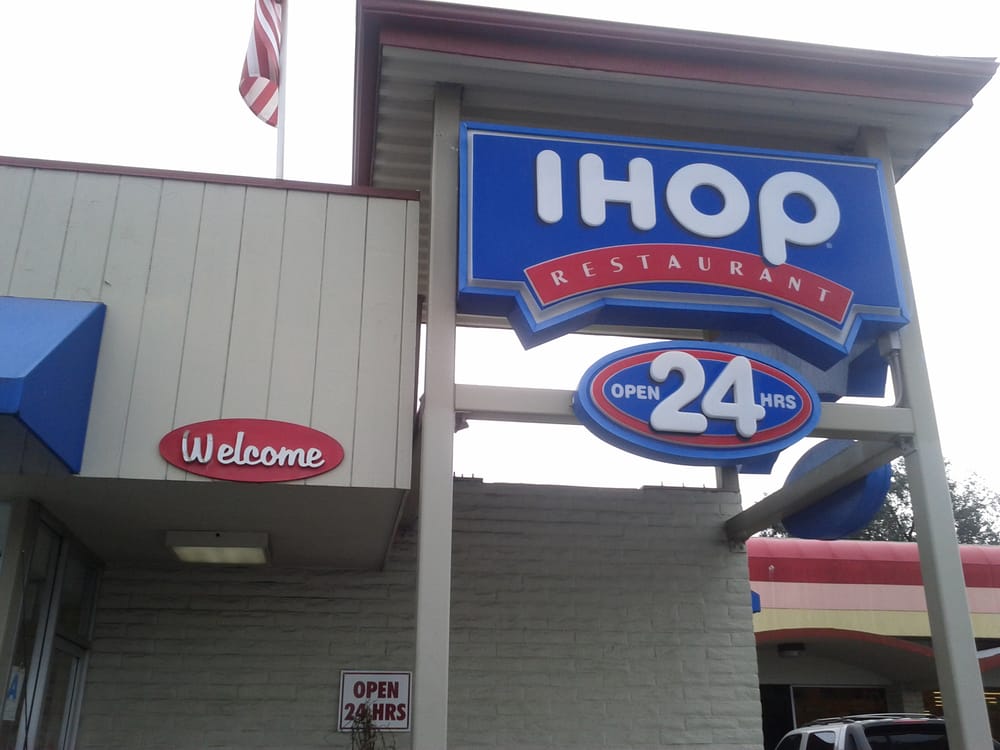 IHOP
RESTAURANT
OPEN 24 HRS
Welcome
OPEN
24 HRS
A